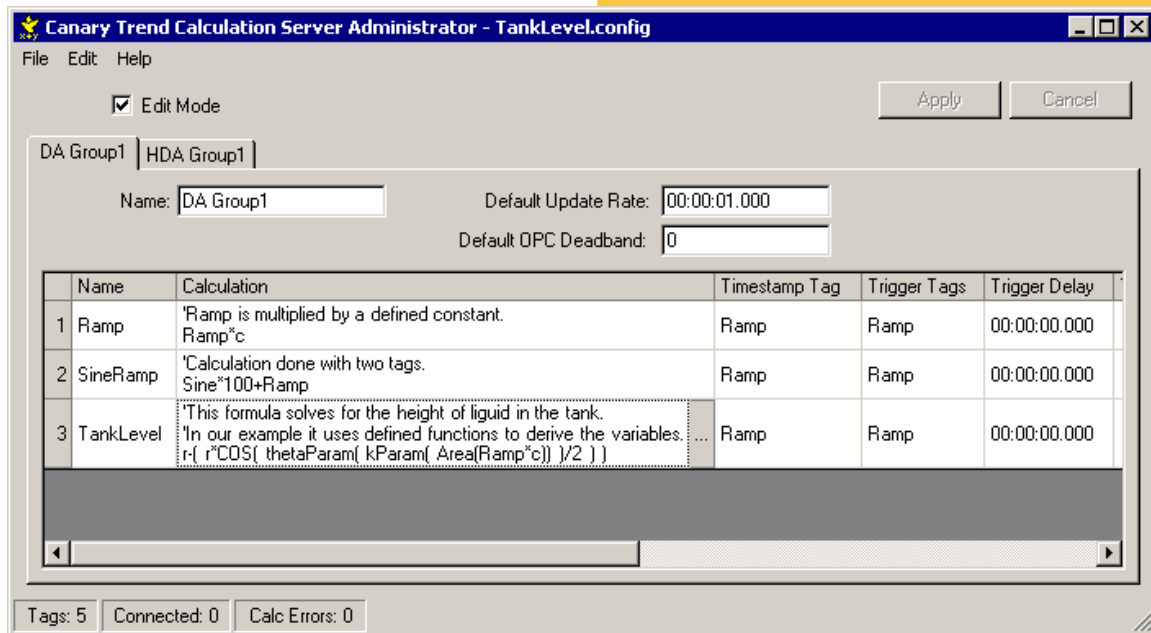 Canary Trend Calculation Server Administrator - TankLevel.config
File Edit Help
Edit Mode
Apply Cancel
DA Group1 HDA Group1
Name: DA Group1 Default Update Rate: 00:00:01.000
Default OPC Deadband: 0
Name Calculation Timestamp Tag Trigger Tags Trigger Delay
1 Ramp 'Ramp is multiplied by a defined constant. Ramp Ramp 00:00:00.000
Ramp*c
2 SineRamp 'Calculation done with two tags. Ramp Ramp 00:00:00.000
Sine*100+Ramp
3 TankLevel 'This formula solves for the height of liguid in the tank.
'In our example it uses defined functions to derive the variables. ... Ramp Ramp 00:00:00.000
r-( r*COS( thetaParam( kParam( Area(Ramp*c)) )/2 ) )
Tags: 5 Connected: 0 Calc Errors: 0